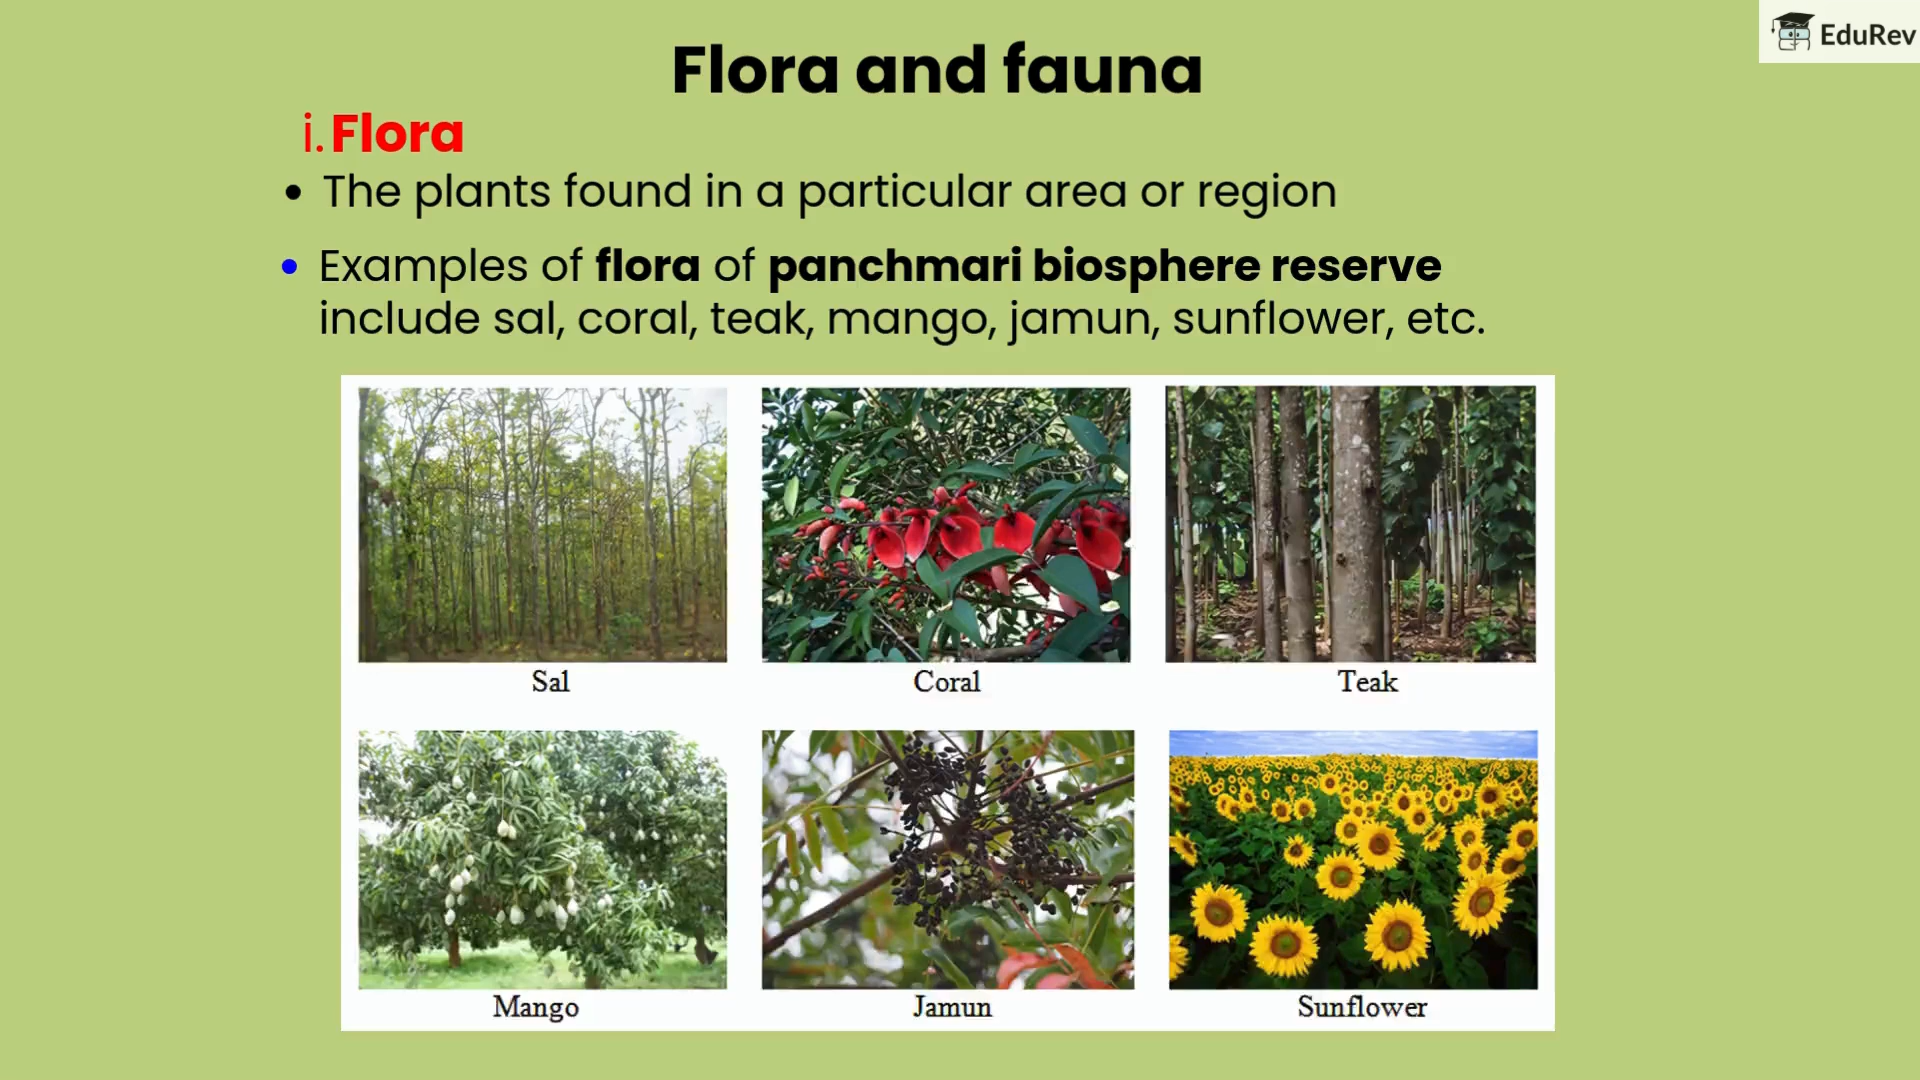 EduRev
Flora and fauna
i. Flora
• The plants found in a particular area or region
• Examples of flora of panchmari biosphere reserve
include sal, coral, teak, mango, jamun, sunflower, etc.
Sal
Coral
Teak
Mango
Jamun
Sunflower